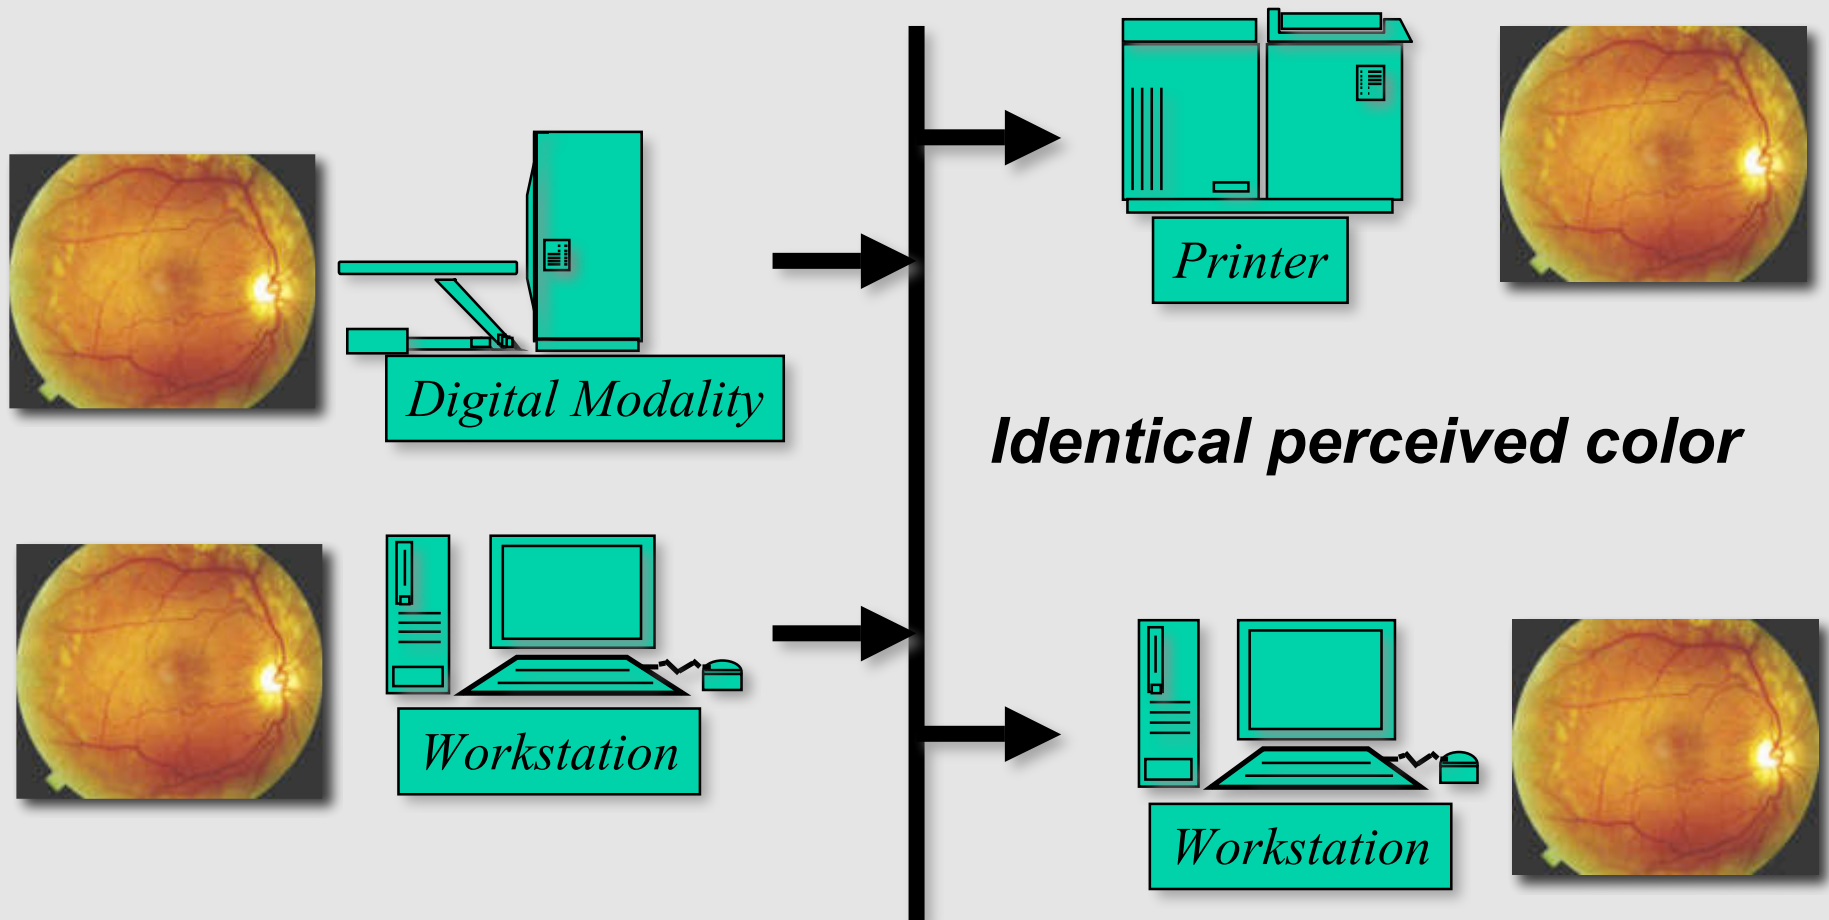 Printer
Digital Modality
Identical perceived color
Workstation
Workstation